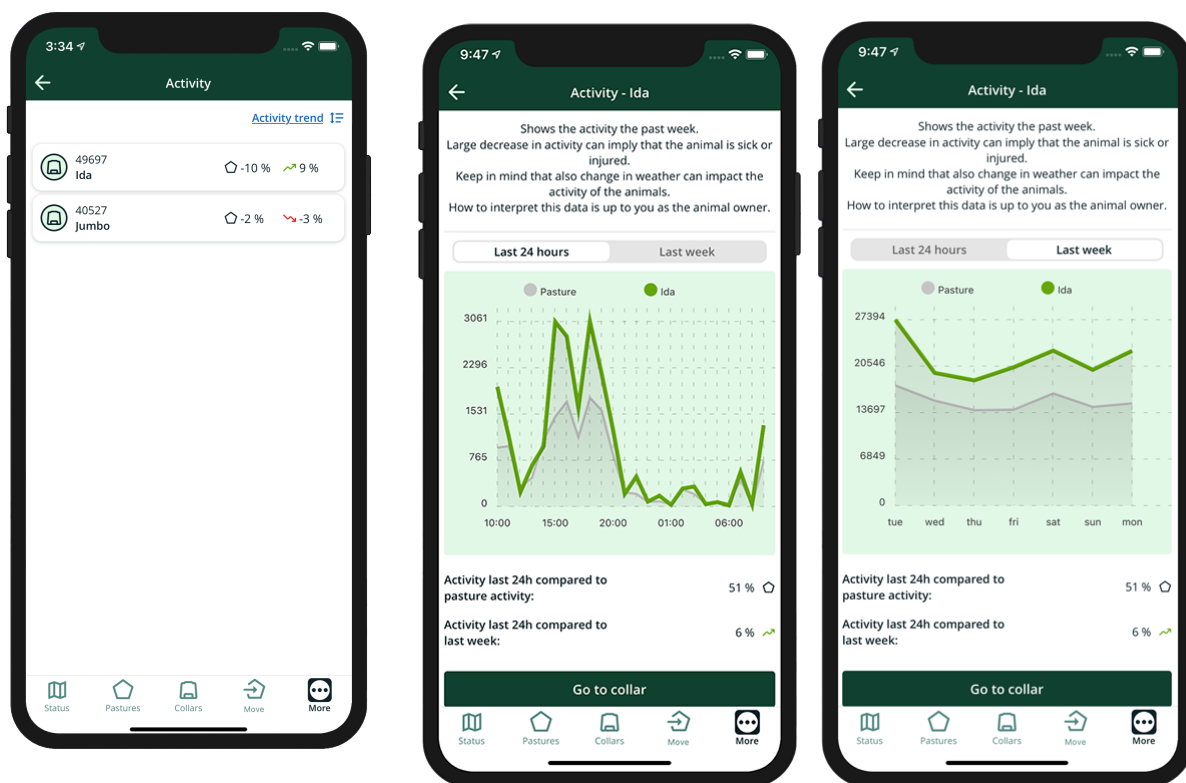 3:34
Activity
Activity trend
49697
Ida
-10 %
9 %
40527
Jumbo
-2 %
-3 %
Status
Pastures
Collars
Move
More
9:47
Activity - Ida
Shows the activity the past week.
Large decrease in activity can imply that the animal is sick or
injured.
Keep in mind that also change in weather can impact the
activity of the animals.
How to interpret this data is up to you as the animal owner.
Last 24 hours
Last week
Pasture
Ida
3061
2296
1531
765
0
10:00
15:00
20:00
01:00
06:00
Activity last 24h compared to
pasture activity:
51 %
Activity last 24h compared to
last week:
6 %
Go to collar
Status
Pastures
Collars
Move
More
9:47
Activity - Ida
Shows the activity the past week.
Large decrease in activity can imply that the animal is sick or
injured.
Keep in mind that also change in weather can impact the
activity of the animals.
How to interpret this data is up to you as the animal owner.
Last 24 hours
Last week
Pasture
Ida
27394
20546
13697
6849
0
tue
wed
thu
fri
sat
sun
mon
Activity last 24h compared to
pasture activity:
51 %
Activity last 24h compared to
last week:
6 %
Go to collar
Status
Pastures
Collars
Move
More